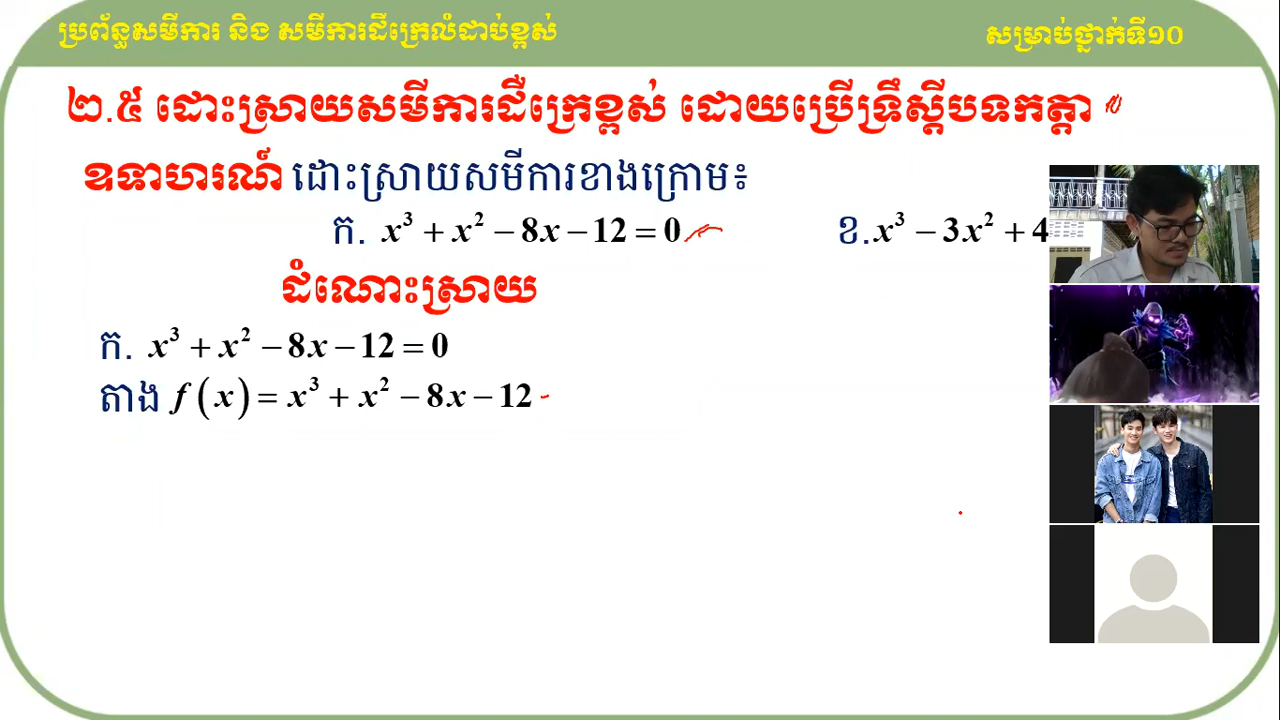 ប្រព័ន្ធសមីការ និង សមីការដឺក្រេលំដាប់ខ្ពស់
សម្រាប់ថ្នាក់ទី១០
២.៥ ដោះស្រាយសមីការដឺក្រេខ្ពស់ ដោយប្រើទ្រឹស្តីបទកត្តា
ឧទាហរណ៍ ដោះស្រាយសមីការខាងក្រោម៖
ក. x³ + x² − 8x − 12 = 0 ខ. x³ − 3x² + 4
ដំណោះស្រាយ
ក. x³ + x² − 8x − 12 = 0
តាង f(x) = x³ + x² − 8x − 12